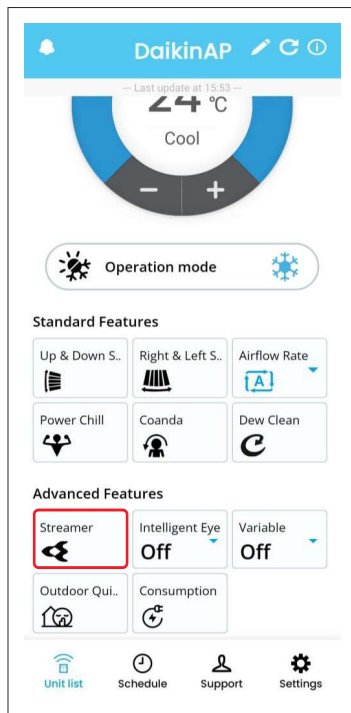 DaikinAP
— Last update at 15:53 —
24 °C
Cool
Operation mode
Standard Features
Up & Down S..
Right & Left S..
Airflow Rate
A
Power Chill
Coanda
Dew Clean
Advanced Features
Streamer
Intelligent Eye
Variable
Off
Off
Outdoor Qui..
Consumption
Unit list
Schedule
Support
Settings